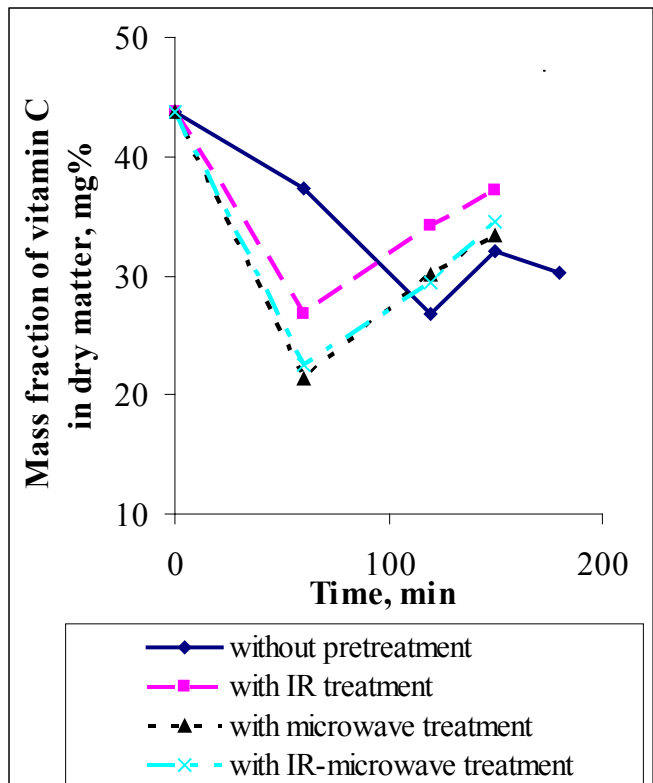 50
40
30
20
10
Mass fraction of vitamin C
in dry matter, mg%
0
100
200
Time, min
without pretreatment
with IR treatment
with microwave treatment
with IR-microwave treatment